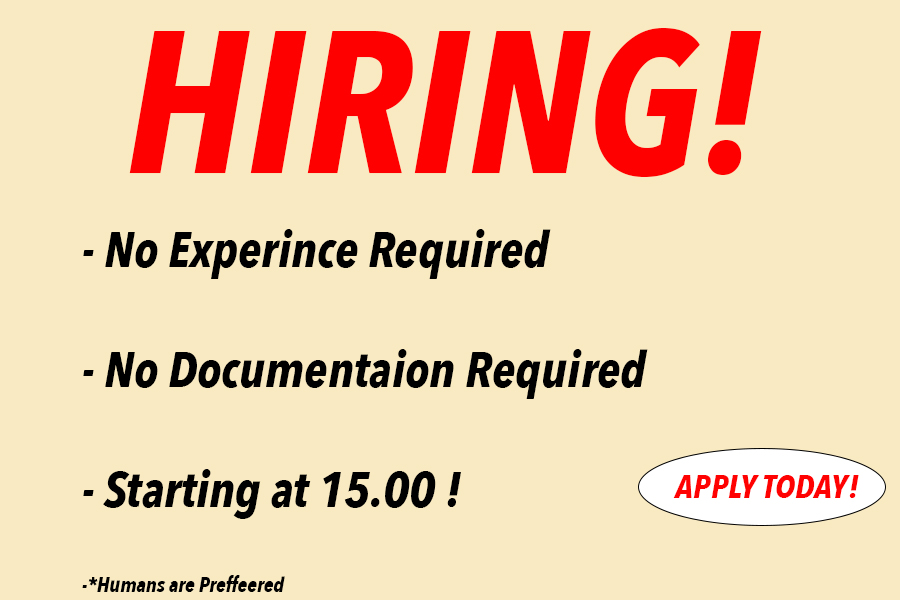 HIRING!
- No Experince Required
- No Documentaion Required
- Starting at 15.00 !
APPLY TODAY!
-*Humans are Preffeered